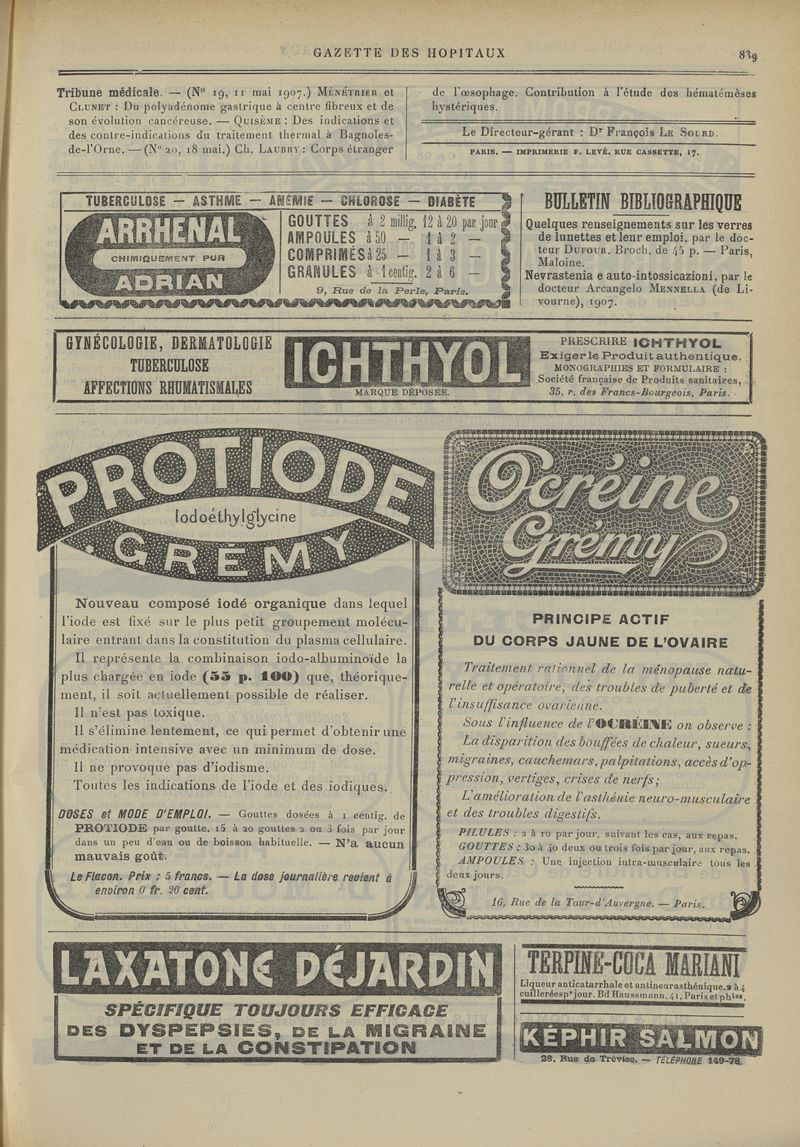 GAZETTE DES HOPITAUX
839
Tribune médicale. — (N° 19, 11 mai 1907.) MÉNÉTRIER et
CLUNET : Du polyadénome gastrique à centre fibreux et de
son évolution cancéreuse. — QUISÈME : Des indications et
des contre-indications du traitement thermal à Bagnoles-
de-l'Orne. — (N° 20, 18 mai.) Ch. LAUBRY : Corps étranger
de l'œsophage. Contribution à l'étude des hématémèses
hystériques.
Le Directeur-gérant : Dr François LE SOURD.
PARIS. — IMPRIMERIE F. LEVÉ, RUE CASSETTE, 17.
TUBERCULOSE — ASTHME — ANÉMIE — CHLOROSE — DIABÈTE
ARRHÉNAL
CHIMIQUEMENT PUR
ADRIAN
GOUTTES à 2 millig. 12 à 20 par jour
AMPOULES à 50 — 1 à 2 —
COMPRIMÉS à 25 — 1 à 3 —
GRANULES à 1 centig. 2 à 6 —
9, Rue de la Perle, Paris.
BULLETIN BIBLIOGRAPHIQUE
Quelques renseignements sur les verres
de lunettes et leur emploi, par le doc-
teur DUFOUR. Broch. de 45 p. — Paris,
Maloine.
Nevrastenia e auto-intossicazioni, par le
docteur Arcangelo MENNELLA (de Li-
vourne), 1907.
GYNÉCOLOGIE, DERMATOLOGIE
TUBERCULOSE
AFFECTIONS RHUMATISMALES
ICHTHYOL
MARQUE DÉPOSÉE.
PRESCRIRE ICHTHYOL
Exiger le Produit authentique.
MONOGRAPHIES ET FORMULAIRE :
Société française de Produits sanitaires,
35, r. des Francs-Bourgeois, Paris.
PROTIODE
Iodoéthylglycine
GRÉMY
Nouveau composé iodé organique dans lequel
l'iode est fixé sur le plus petit groupement molécu-
laire entrant dans la constitution du plasma cellulaire.
Il représente la combinaison iodo-albuminoïde la
plus chargée en iode (55 p. 100) que, théorique-
ment, il soit actuellement possible de réaliser.
Il n'est pas toxique.
Il s'élimine lentement, ce qui permet d'obtenir une
médication intensive avec un minimum de dose.
Il ne provoque pas d'iodisme.
Toutes les indications de l'iode et des iodiques.
DOSES et MODE D'EMPLOI. — Gouttes dosées à 1 centig. de
PROTIODE par goutte. 15 à 20 gouttes 2 ou 3 fois par jour
dans un peu d'eau ou de boisson habituelle. — N'a aucun
mauvais goût.
Le Flacon. Prix : 5 francs. — La dose journalière revient à
environ 0 fr. 20 cent.
Ocréine
Grémy
PRINCIPE ACTIF
DU CORPS JAUNE DE L'OVAIRE
Traitement rationnel de la ménopause natu-
relle et opératoire, des troubles de puberté et de
l'insuffisance ovarienne.
Sous l'influence de l'OCRÉINE on observe :
La disparition des bouffées de chaleur, sueurs,
migraines, cauchemars, palpitations, accès d'op-
pression, vertiges, crises de nerfs;
L'amélioration de l'asthénie neuro-musculaire
et des troubles digestifs.
PILULES : 2 à 10 par jour, suivant les cas, aux repas.
GOUTTES : 30 à 40 deux ou trois fois par jour, aux repas.
AMPOULES : Une injection intra-musculaire tous les
deux jours.
16, Rue de la Tour-d'Auvergne. — Paris.
LAXATONE DÉJARDIN
SPÉCIFIQUE TOUJOURS EFFICACE
DES DYSPEPSIES, DE LA MIGRAINE
ET DE LA CONSTIPATION
TERPINE-COCA MARIANI
Liqueur anticatarrhale et antineurasthénique. 2 à 4
cuillerées pr jour. Bd Haussmann, 41, Paris et phies.
KÉPHIR SALMON
28, Rue de Trévise. — TÉLÉPHONE 149-78.